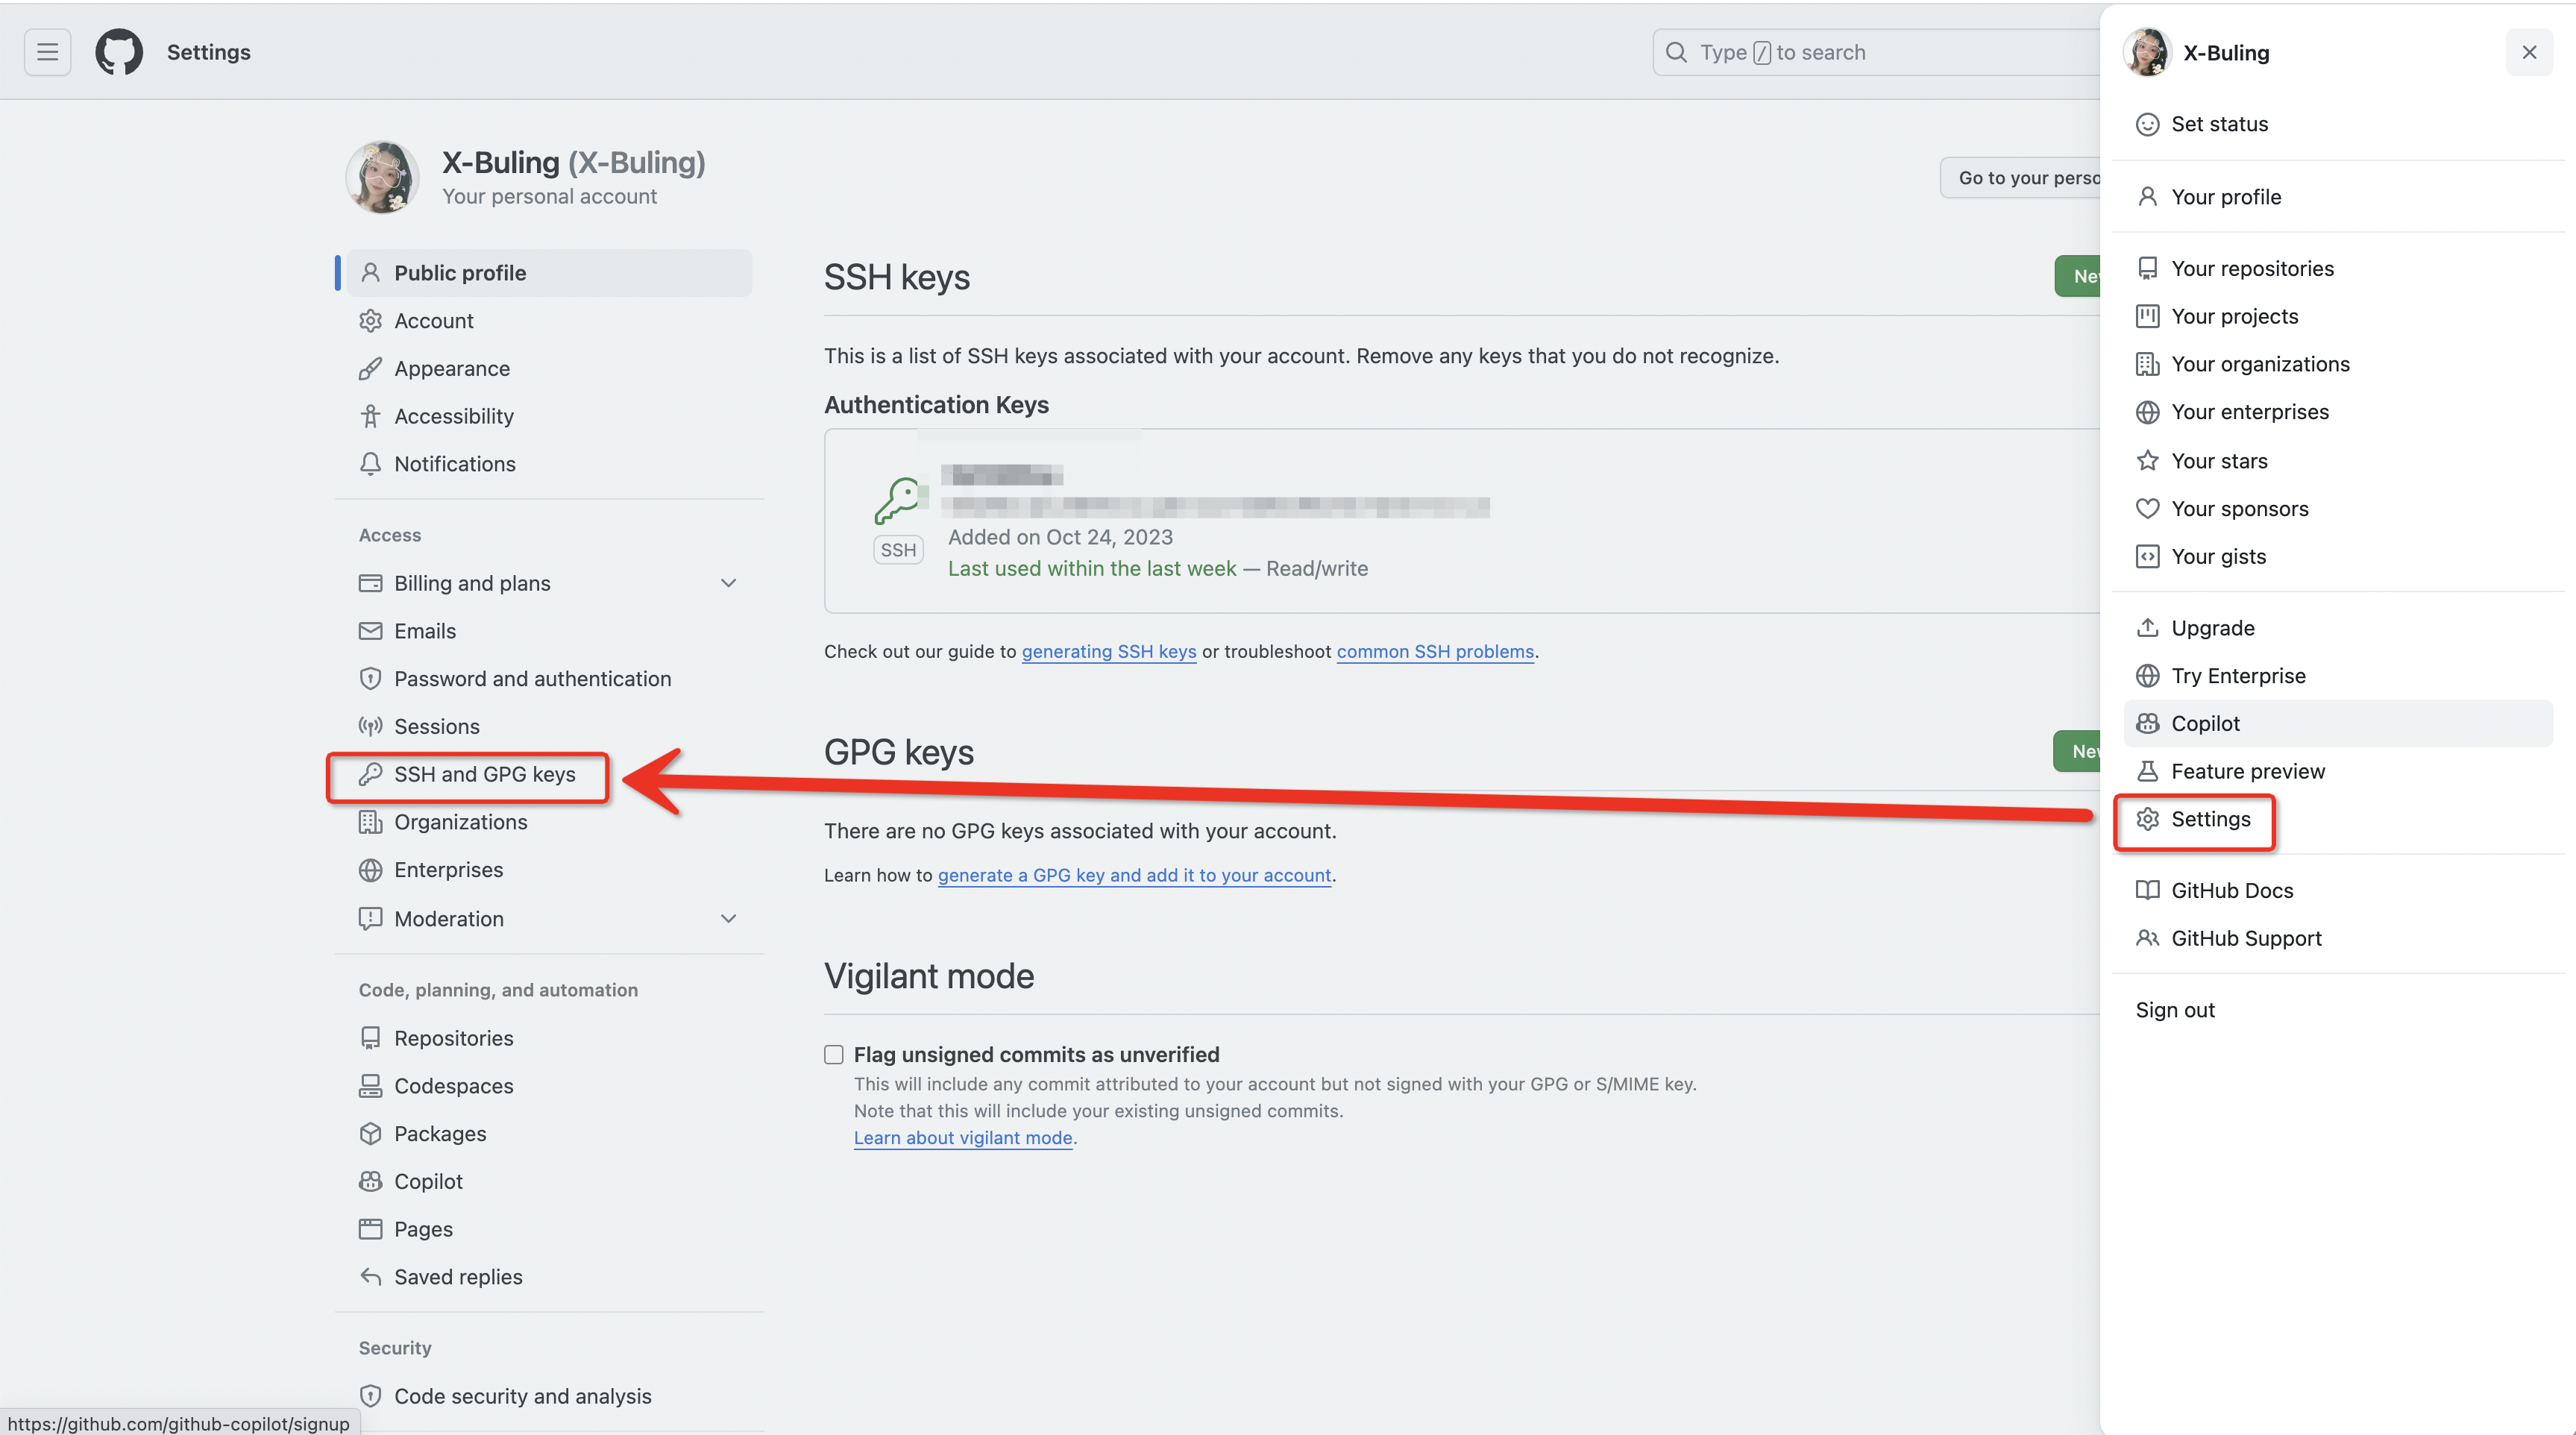 Settings
Type / to search
X-Buling (X-Buling)
Your personal account
Go to your perso
Public profile
Account
Appearance
Accessibility
Notifications
Access
Billing and plans
Emails
Password and authentication
Sessions
SSH and GPG keys
Organizations
Enterprises
Moderation
Code, planning, and automation
Repositories
Codespaces
Packages
Copilot
Pages
Saved replies
Security
Code security and analysis
https://github.com/github-copilot/signup
SSH keys
New
This is a list of SSH keys associated with your account. Remove any keys that you do not recognize.
Authentication Keys
SSH
Added on Oct 24, 2023
Last used within the last week — Read/write
Check out our guide to generating SSH keys or troubleshoot common SSH problems.
GPG keys
New
There are no GPG keys associated with your account.
Learn how to generate a GPG key and add it to your account.
Vigilant mode
Flag unsigned commits as unverified
This will include any commit attributed to your account but not signed with your GPG or S/MIME key.
Note that this will include your existing unsigned commits.
Learn about vigilant mode.
X-Buling
Set status
Your profile
Your repositories
Your projects
Your organizations
Your enterprises
Your stars
Your sponsors
Your gists
Upgrade
Try Enterprise
Copilot
Feature preview
Settings
GitHub Docs
GitHub Support
Sign out